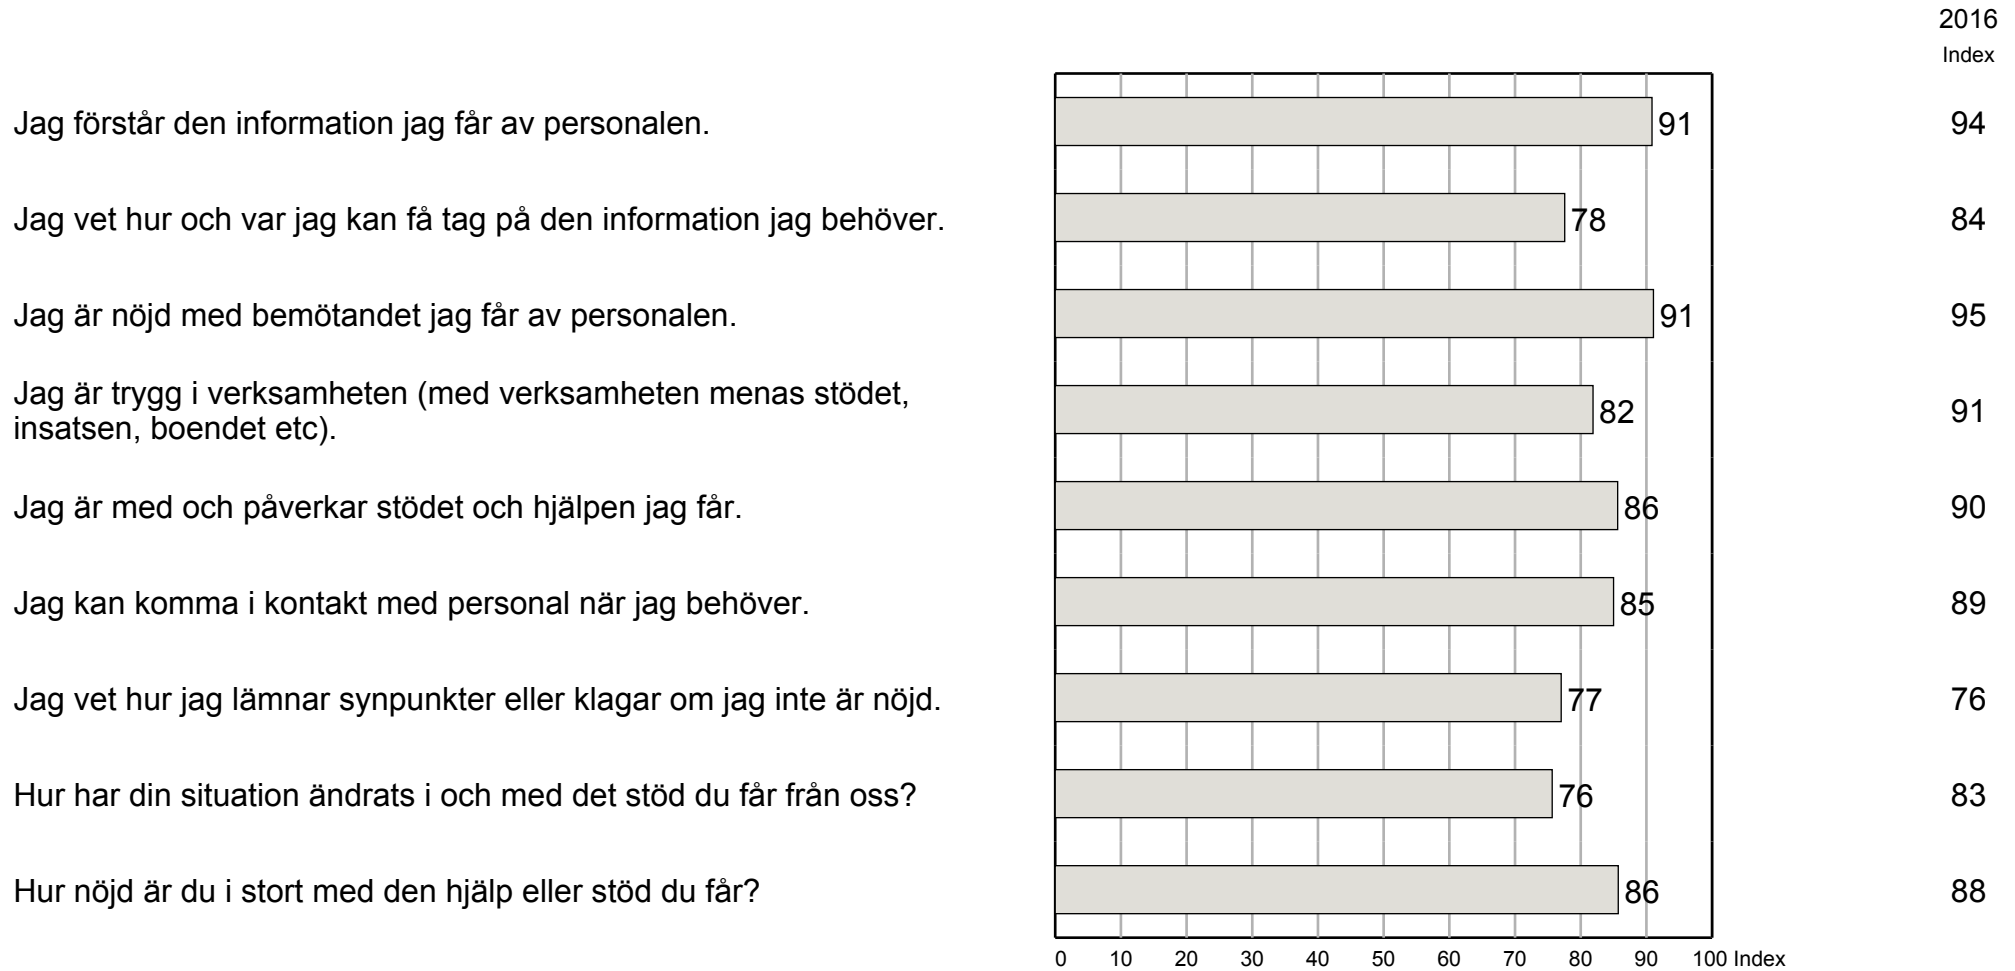 2016
Index
Jag förstår den information jag får av personalen. 91 94
Jag vet hur och var jag kan få tag på den information jag behöver. 78 84
Jag är nöjd med bemötandet jag får av personalen. 91 95
Jag är trygg i verksamheten (med verksamheten menas stödet,
insatsen, boendet etc). 82 91
Jag är med och påverkar stödet och hjälpen jag får. 86 90
Jag kan komma i kontakt med personal när jag behöver. 85 89
Jag vet hur jag lämnar synpunkter eller klagar om jag inte är nöjd. 77 76
Hur har din situation ändrats i och med det stöd du får från oss? 76 83
Hur nöjd är du i stort med den hjälp eller stöd du får? 86 88
0 10 20 30 40 50 60 70 80 90 100 Index